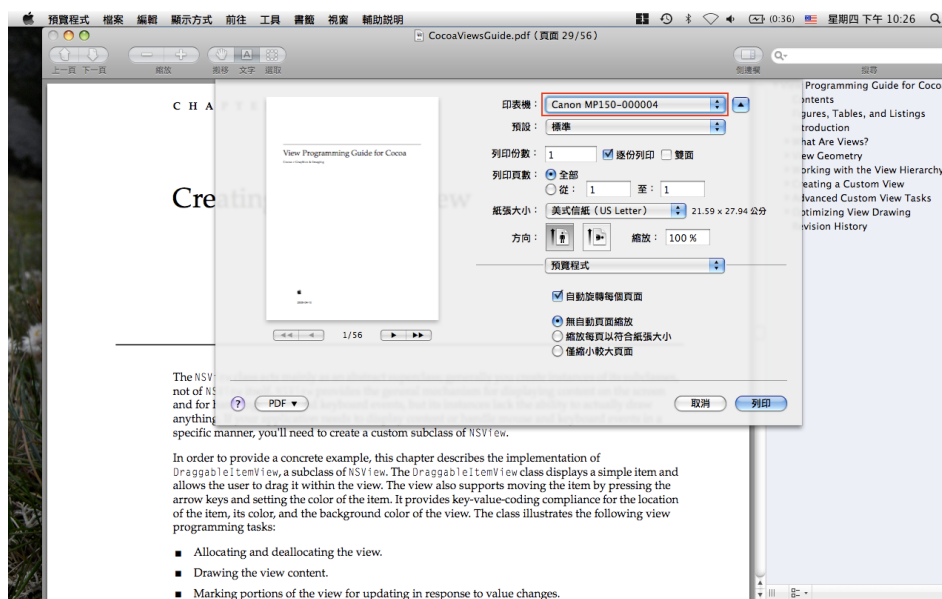 預覽程式 檔案 編輯 顯示方式 前往 工具 書籤 視窗 輔助說明 (0:36) 星期四 下午 10:26
CocoaViewsGuide.pdf (頁面 29/56)
上一頁 下一頁 縮放 搬移 文字 選取 側邊欄 搜尋
CHA
Creating
View Programming Guide for Cocoa
1/56
印表機： Canon MP150-000004
預設： 標準
列印份數： 1 逐份列印 雙面
列印頁數： 全部
從： 1 至： 1
紙張大小： 美式信紙 (US Letter) 21.59 x 27.94 公分
方向： 縮放： 100 %
預覽程式
自動旋轉每個頁面
無自動頁面縮放
縮放每頁以符合紙張大小
僅縮小較大頁面
? PDF 取消 列印
Programming Guide for Coco
ntents
gures, Tables, and Listings
troduction
hat Are Views?
ew Geometry
orking with the View Hierarchy
eating a Custom View
dvanced Custom View Tasks
ptimizing View Drawing
evision History
The NSV
not of NS
and for
anything
specific manner, you'll need to create a custom subclass of NSView.
In order to provide a concrete example, this chapter describes the implementation of
DraggableItemView, a subclass of NSView. The DraggableItemView class displays a simple item and
allows the user to drag it within the view. The view also supports moving the item by pressing the
arrow keys and setting the color of the item. It provides key-value-coding compliance for the location
of the item, its color, and the background color of the view. The class illustrates the following view
programming tasks:
■ Allocating and deallocating the view.
■ Drawing the view content.
■ Marking portions of the view for updating in response to value changes.